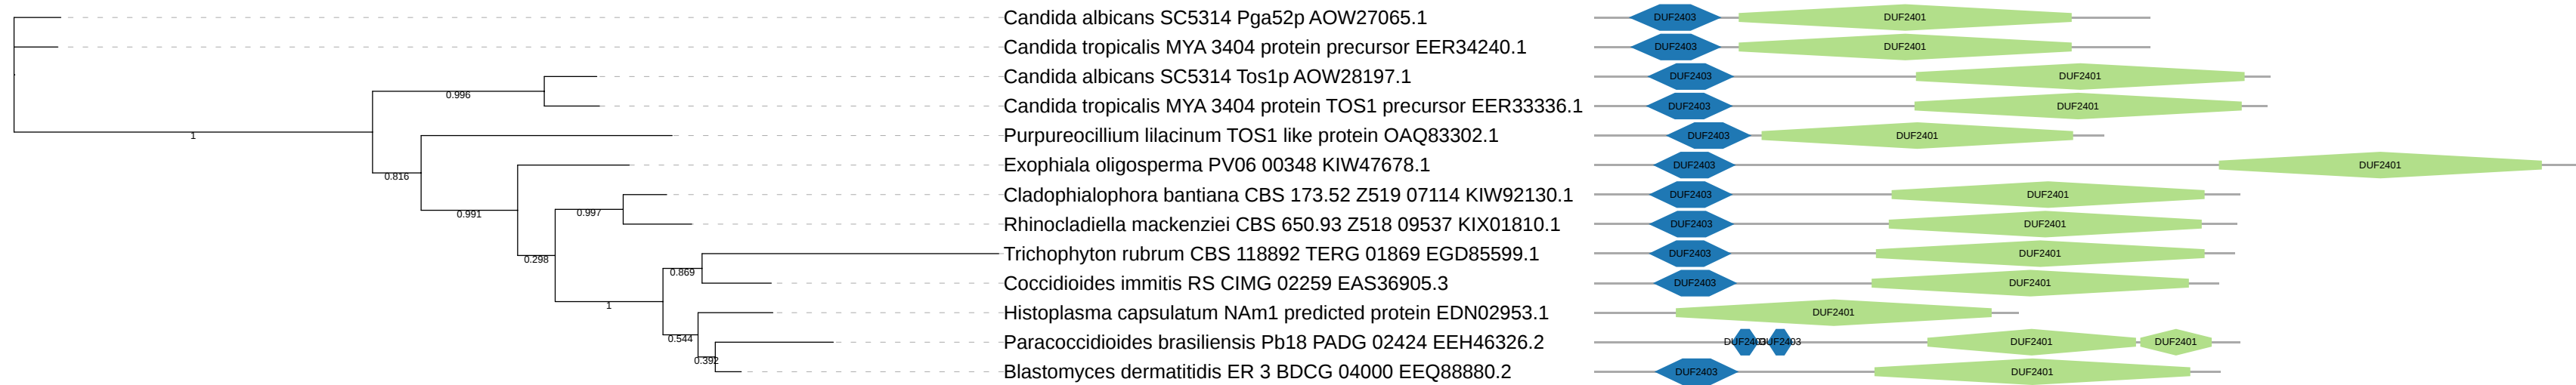 Candida albicans SC5314 Pga52p AOW27065.1 DUF2403 DUF2401
Candida tropicalis MYA 3404 protein precursor EER34240.1 DUF2403 DUF2401
Candida albicans SC5314 Tos1p AOW28197.1 DUF2403 DUF2401
0.996
Candida tropicalis MYA 3404 protein TOS1 precursor EER33336.1 DUF2403 DUF2401
1
Purpureocillium lilacinum TOS1 like protein OAQ83302.1 DUF2403 DUF2401
Exophiala oligosperma PV06 00348 KIW47678.1 DUF2403 DUF2401
0.816
Cladophialophora bantiana CBS 173.52 Z519 07114 KIW92130.1 DUF2403 DUF2401
0.991
0.997
Rhinocladiella mackenziei CBS 650.93 Z518 09537 KIX01810.1 DUF2403 DUF2401
Trichophyton rubrum CBS 118892 TERG 01869 EGD85599.1 DUF2403 DUF2401
0.298
0.869
Coccidioides immitis RS CIMG 02259 EAS36905.3 DUF2403 DUF2401
1
Histoplasma capsulatum NAm1 predicted protein EDN02953.1 DUF2401
0.544
Paracoccidioides brasiliensis Pb18 PADG 02424 EEH46326.2 DUF2403 DUF2403 DUF2401 DUF2401
0.392
Blastomyces dermatitidis ER 3 BDCG 04000 EEQ88880.2 DUF2403 DUF2401